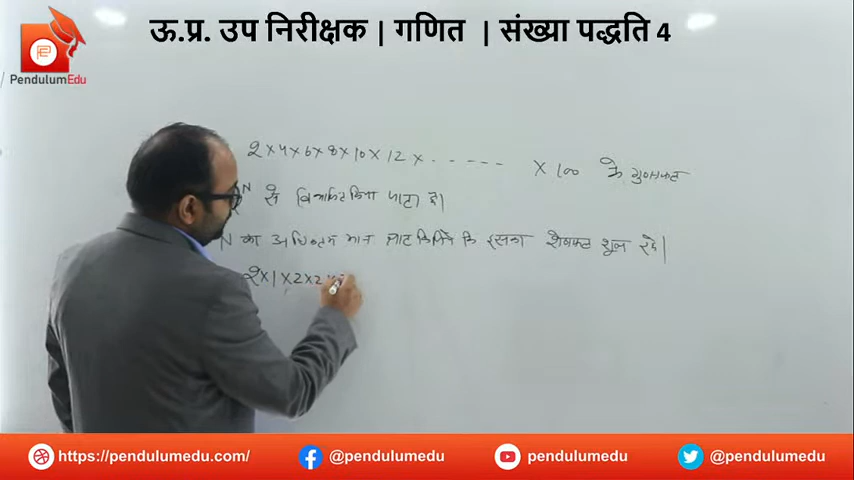 ऊ.प्र. उप निरीक्षक | गणित | संख्या पद्धति 4
PendulumEdu
2×4×6×8×10×12×....... ×100 के गुणनफल
N से विभाजित किया जाता है।
N का अधिकतम मान ज्ञात किजिये कि इसका शेषफल शून्य रहे।
2×1×2×2×
https://pendulumedu.com/ @pendulumedu pendulumedu @pendulumedu